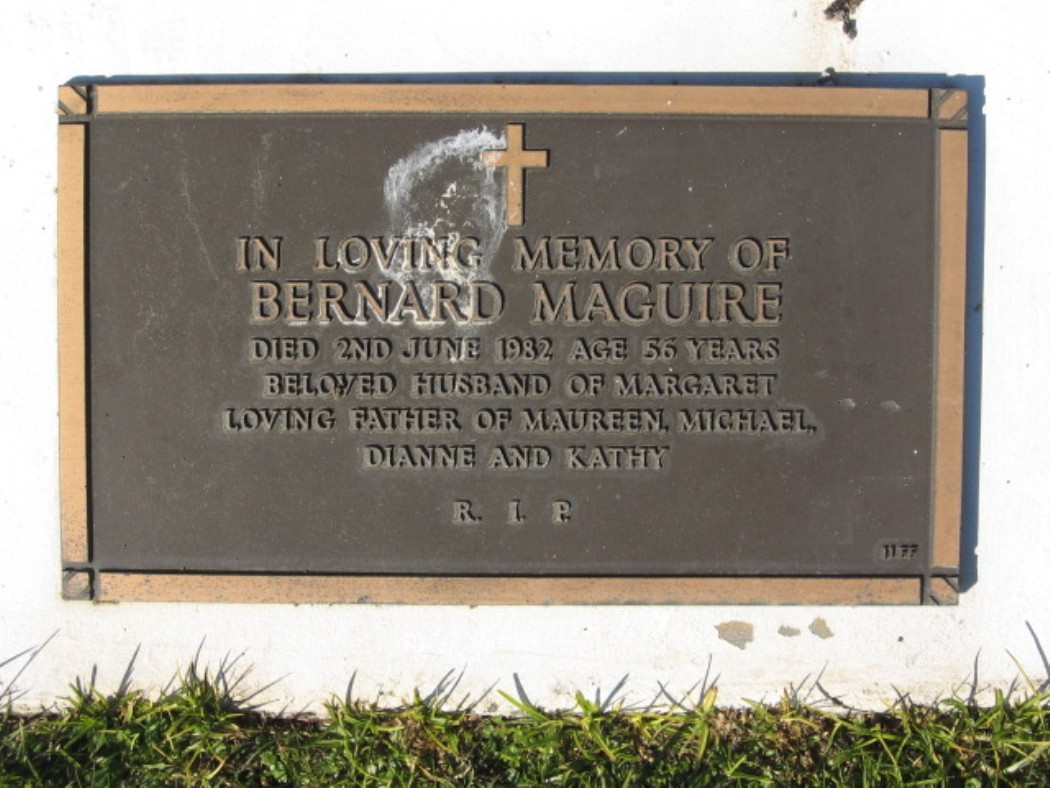 IN LOVING MEMORY OF
BERNARD MAGUIRE
DIED 2ND JUNE 1982 AGE 56 YEARS
BELOVED HUSBAND OF MARGARET
LOVING FATHER OF MAUREEN, MICHAEL,
DIANNE AND KATHY
R. I. P.